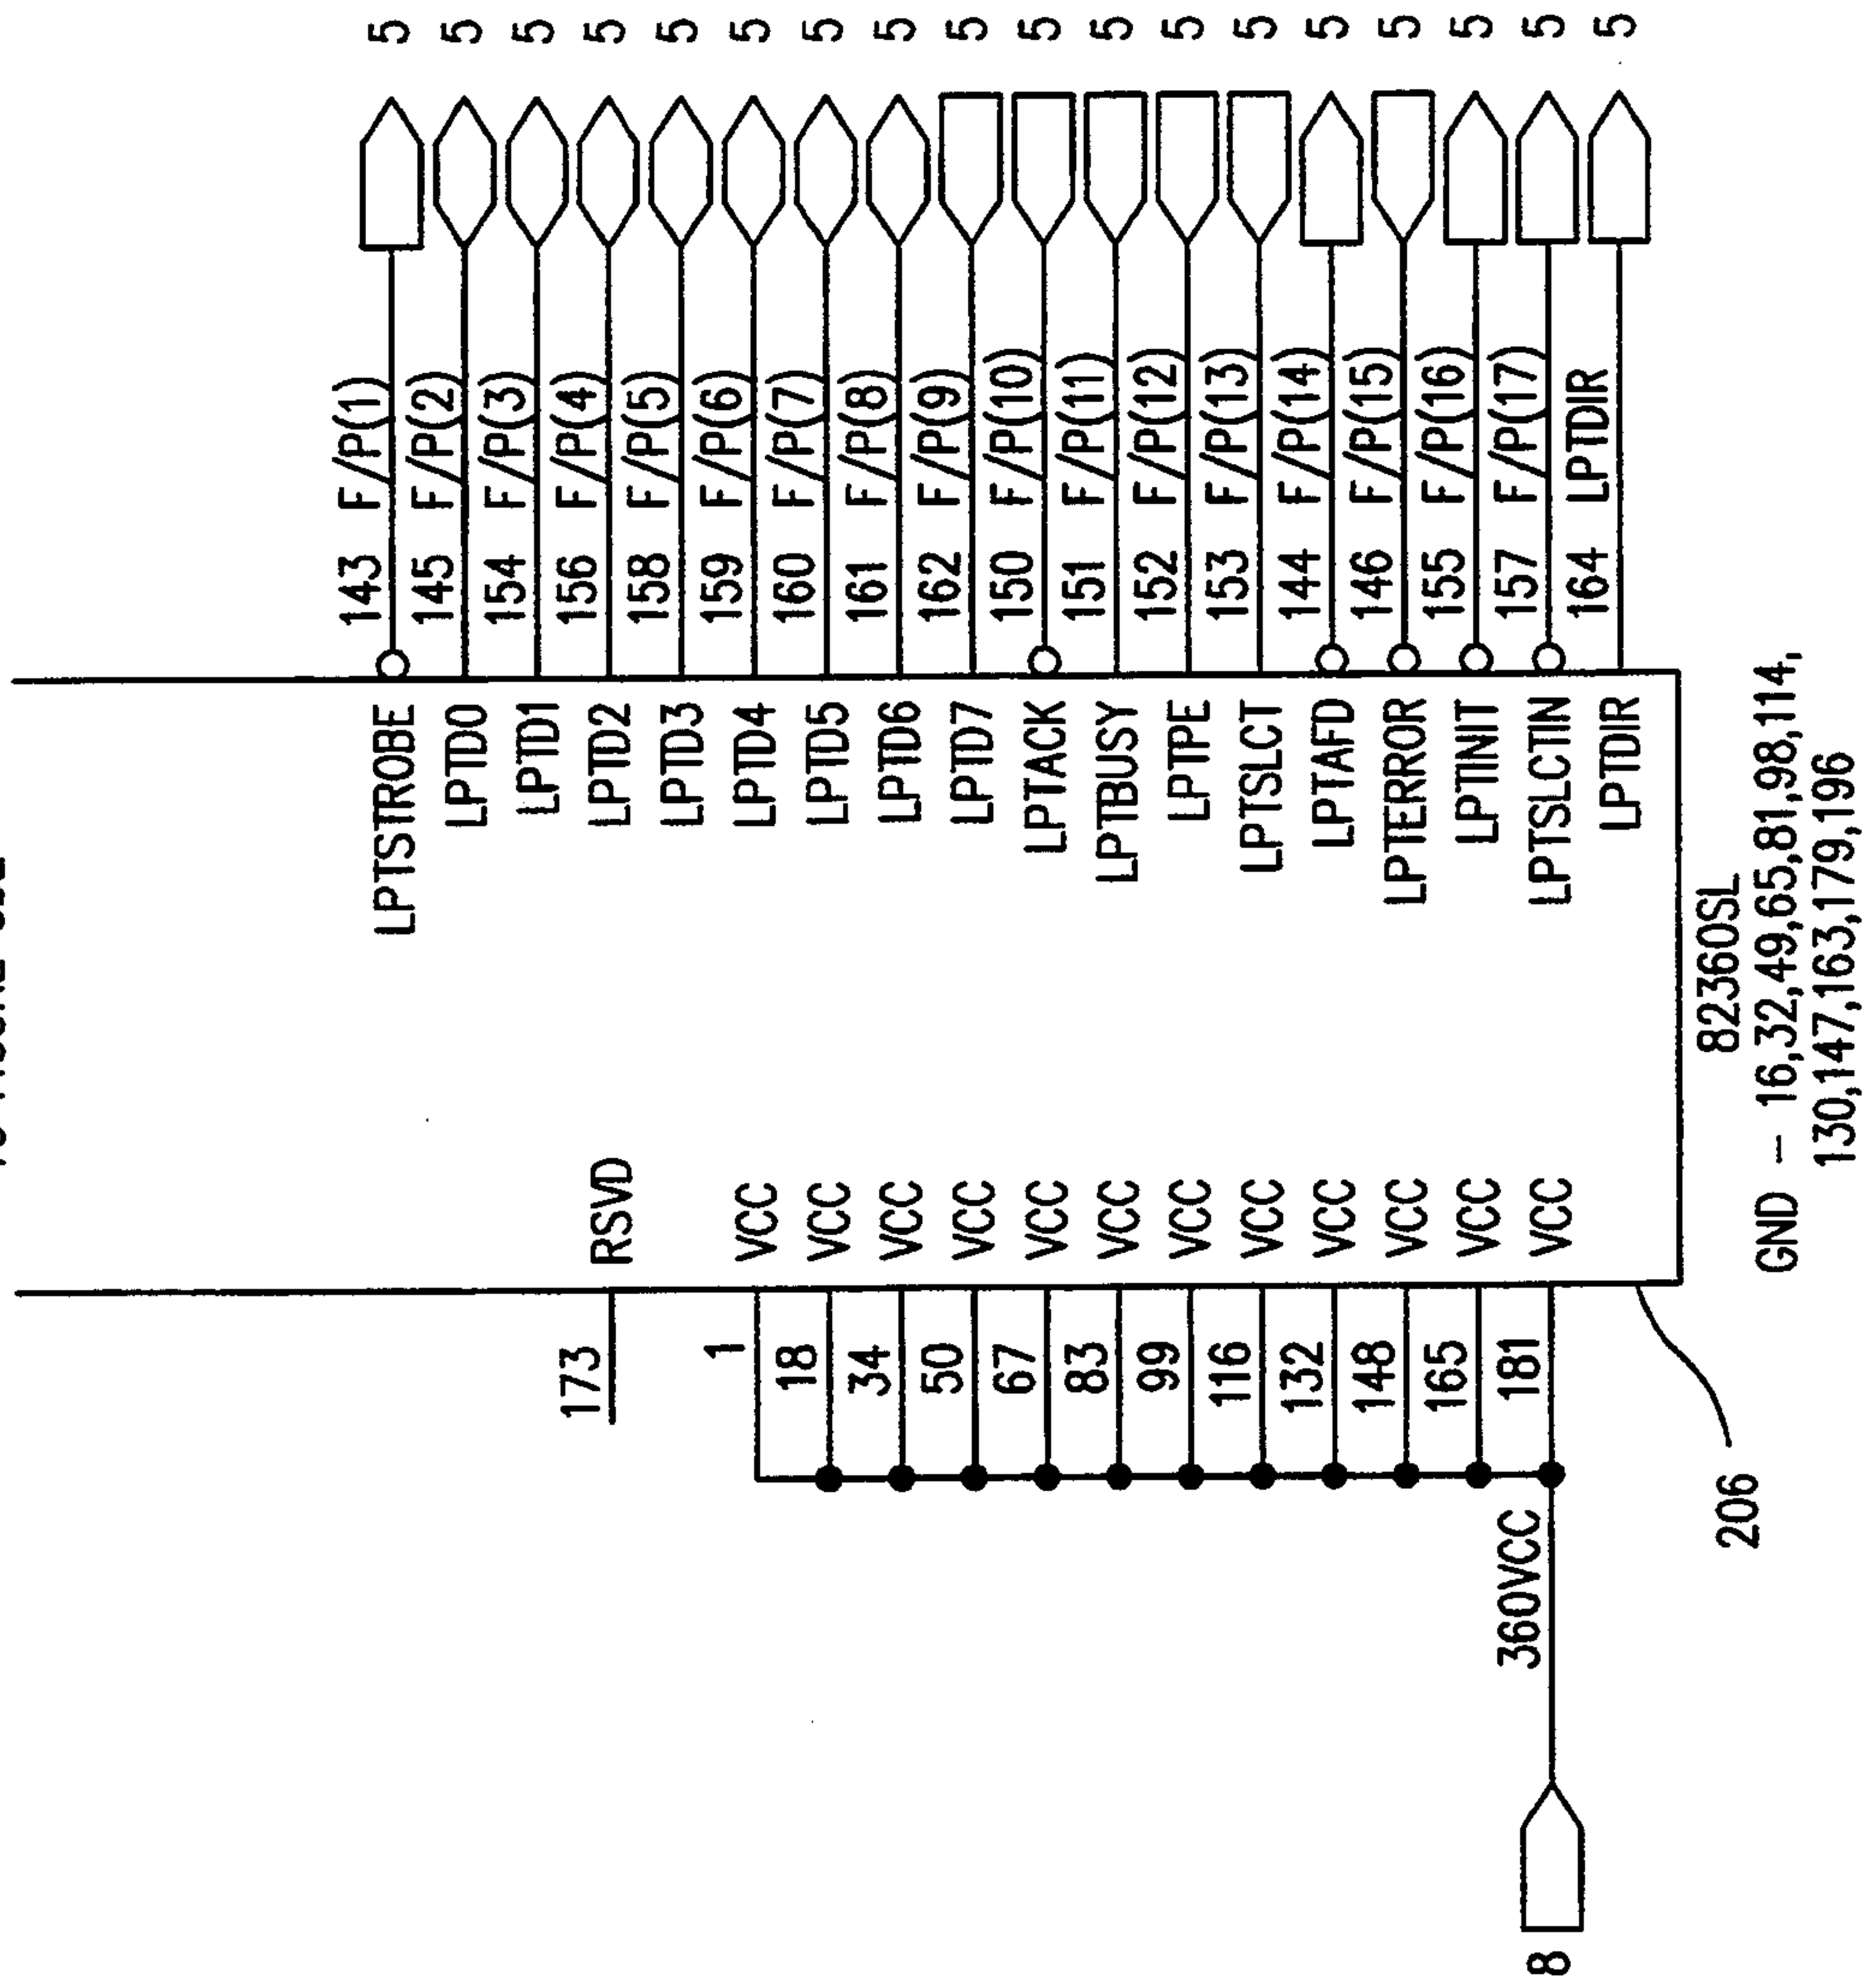 LPTSTROBE 143 F/P(1) 5
LPTD0 145 F/P(2) 5
LPTD1 154 F/P(3) 5
173 RSVD LPTD2 156 F/P(4) 5
LPTD3 158 F/P(5) 5
1 VCC LPTD4 159 F/P(6) 5
18 VCC LPTD5 160 F/P(7) 5
34 VCC LPTD6 161 F/P(8) 5
50 VCC LPTD7 162 F/P(9) 5
67 VCC LPTACK 150 F/P(10) 5
83 VCC LPTBUSY 151 F/P(11) 5
99 VCC LPTPE 152 F/P(12) 5
116 VCC LPTSLCT 153 F/P(13) 5
132 VCC LPTAFD 144 F/P(14) 5
148 VCC LPTERROR 146 F/P(15) 5
165 VCC LPTINIT 155 F/P(16) 5
8 360VCC 181 VCC LPTSLCTIN 157 F/P(17) 5
LPTDIR 164 LPTDIR 5
206 82360SL
GND - 16,32,49,65,81,98,114,
130,147,163,179,196